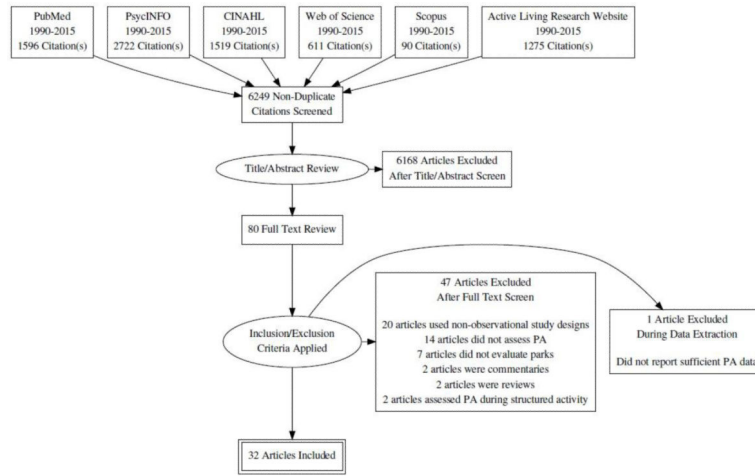 PubMed
1990-2015
1596 Citation(s)
PsycINFO
1990-2015
2722 Citation(s)
CINAHL
1990-2015
1519 Citation(s)
Web of Science
1990-2015
611 Citation(s)
Scopus
1990-2015
90 Citation(s)
Active Living Research Website
1990-2015
1275 Citation(s)
6249 Non-Duplicate
Citations Screened
Title/Abstract Review
6168 Articles Excluded
After Title/Abstract Screen
80 Full Text Review
Inclusion/Exclusion
Criteria Applied
47 Articles Excluded
After Full Text Screen
20 articles used non-observational study designs
14 articles did not assess PA
7 articles did not evaluate parks
2 articles were commentaries
2 articles were reviews
2 articles assessed PA during structured activity
1 Article Excluded
During Data Extraction
Did not report sufficient PA data
32 Articles Included